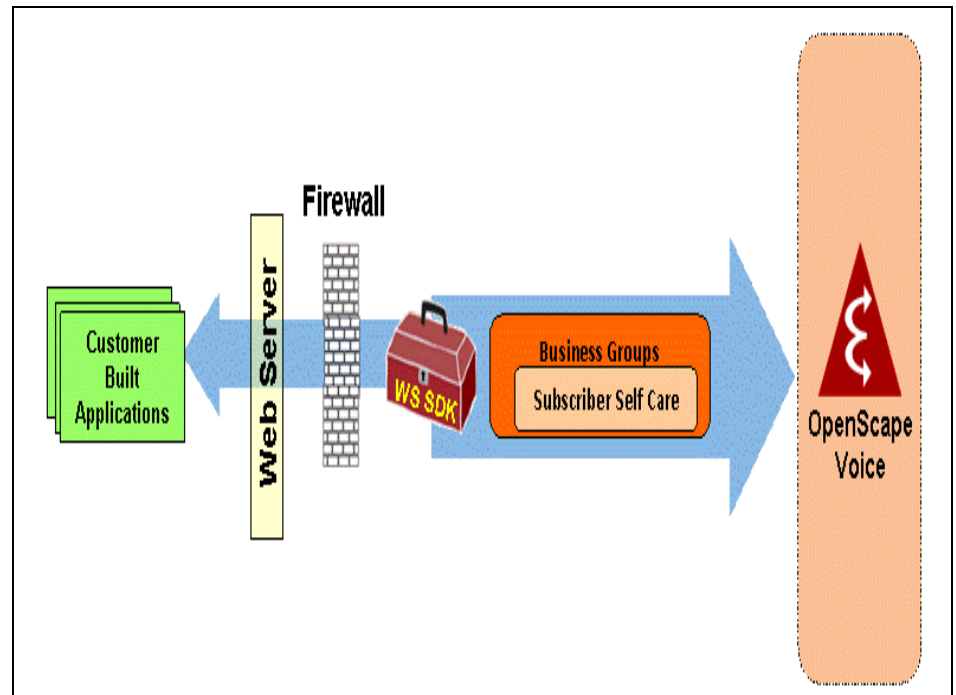 Firewall
Web Server
Customer
Built
Applications
WS SDK
Business Groups
Subscriber Self Care
OpenScape
Voice